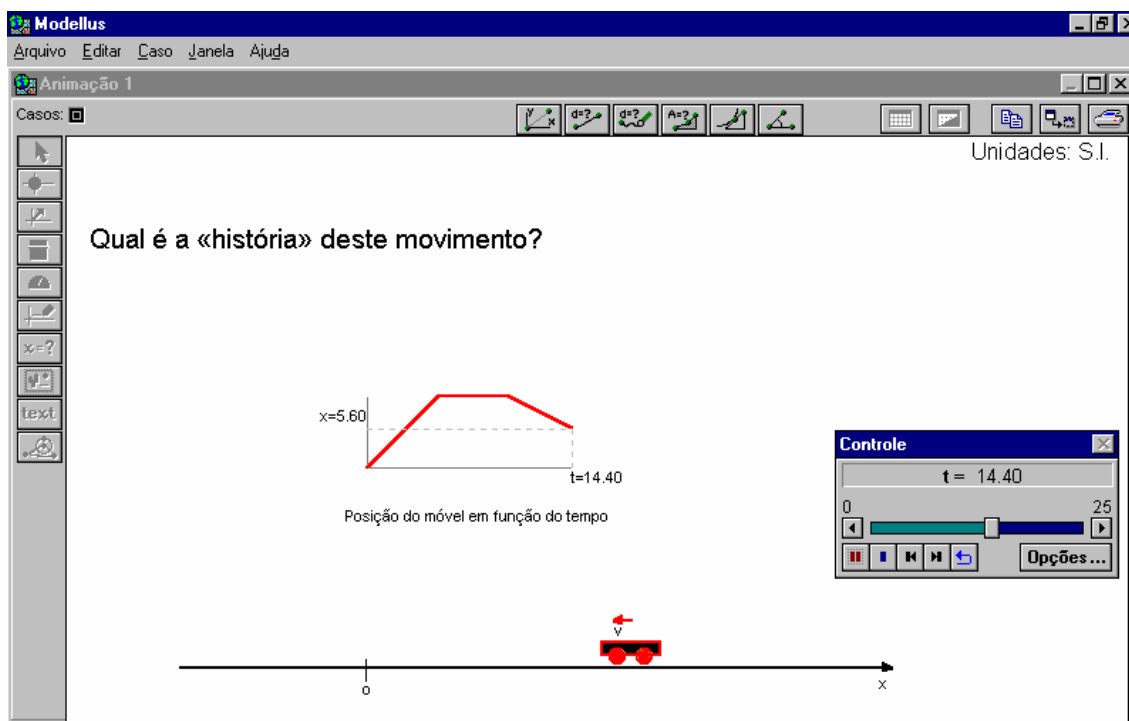 Modellus
Arquivo Editar Caso Janela Ajuda
Animação 1
Casos:
y x d=? d=? A=?
Unidades: S.I.
Qual é a «história» deste movimento?
x=?
text
x=5.60
t=14.40
Posição do móvel em função do tempo
Controle
t = 14.40
0 25
Opções...
v
o
x